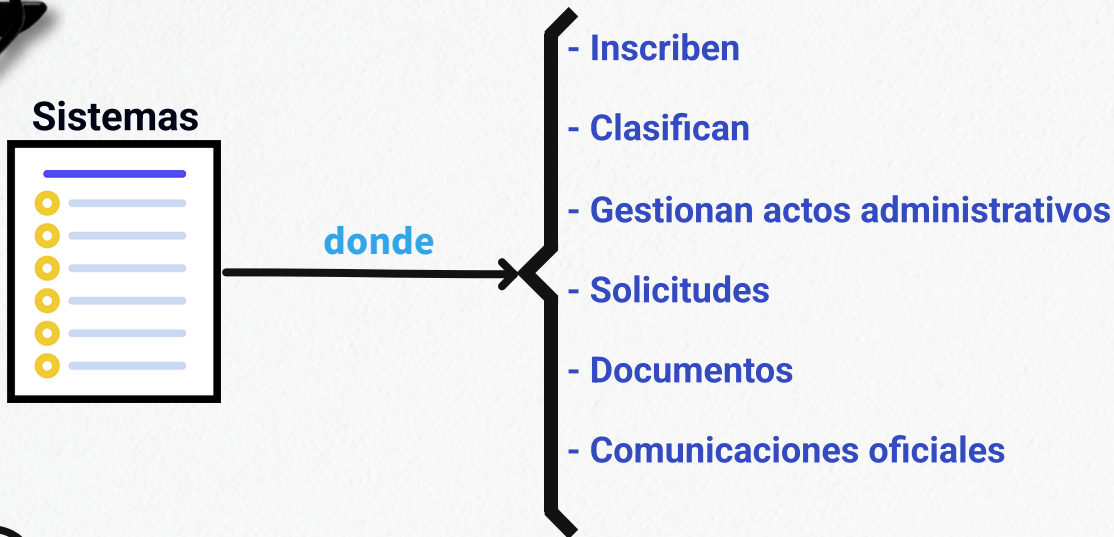 Sistemas
donde
- Inscriben
- Clasifican
- Gestionan actos administrativos
- Solicitudes
- Documentos
- Comunicaciones oficiales